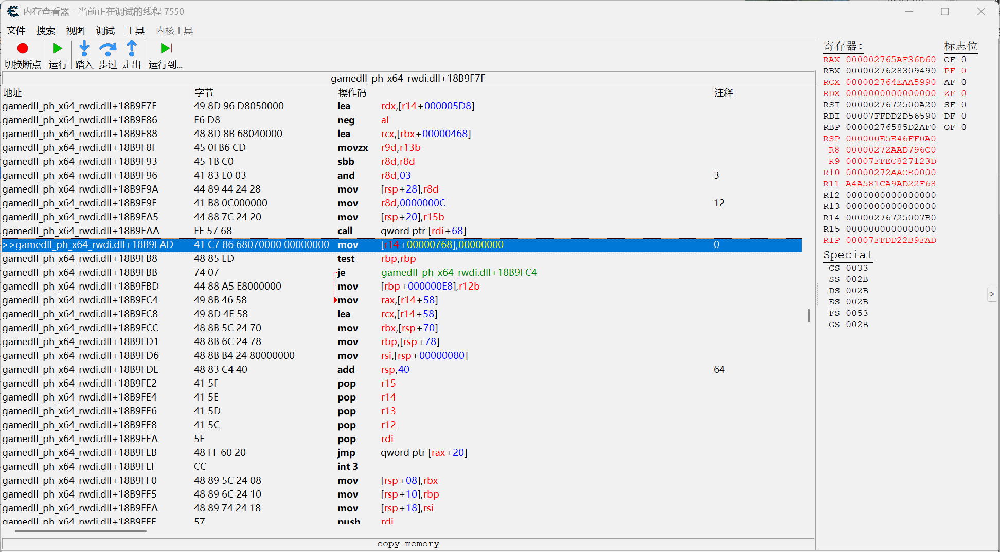 内存查看器 - 当前正在调试的线程 7550
文件 搜索 视图 调试 工具 内核工具
切换断点 运行 踏入 步过 走出 运行到...
gamedll_ph_x64_rwdi.dll+18B9F7F
地址 字节 操作码 注释
gamedll_ph_x64_rwdi.dll+18B9F7F 49 8D 96 D8050000 lea rdx,[r14+000005D8]
gamedll_ph_x64_rwdi.dll+18B9F86 F6 D8 neg al
gamedll_ph_x64_rwdi.dll+18B9F88 48 8D 8B 68040000 lea rcx,[rbx+00000468]
gamedll_ph_x64_rwdi.dll+18B9F8F 45 0FB6 CD movzx r9d,r13b
gamedll_ph_x64_rwdi.dll+18B9F93 45 1B C0 sbb r8d,r8d
gamedll_ph_x64_rwdi.dll+18B9F96 41 83 E0 03 and r8d,03 3
gamedll_ph_x64_rwdi.dll+18B9F9A 44 89 44 24 28 mov [rsp+28],r8d
gamedll_ph_x64_rwdi.dll+18B9F9F 41 B8 0C000000 mov r8d,0000000C 12
gamedll_ph_x64_rwdi.dll+18B9FA5 44 88 7C 24 20 mov [rsp+20],r15b
gamedll_ph_x64_rwdi.dll+18B9FAA FF 57 68 call qword ptr [rdi+68]
>>gamedll_ph_x64_rwdi.dll+18B9FAD 41 C7 86 68070000 00000000 mov [r14+00000768],00000000 0
gamedll_ph_x64_rwdi.dll+18B9FB8 48 85 ED test rbp,rbp
gamedll_ph_x64_rwdi.dll+18B9FBB 74 07 je gamedll_ph_x64_rwdi.dll+18B9FC4
gamedll_ph_x64_rwdi.dll+18B9FBD 44 88 A5 E8000000 mov [rbp+000000E8],r12b
gamedll_ph_x64_rwdi.dll+18B9FC4 49 8B 46 58 mov rax,[r14+58]
gamedll_ph_x64_rwdi.dll+18B9FC8 49 8D 4E 58 lea rcx,[r14+58]
gamedll_ph_x64_rwdi.dll+18B9FCC 48 8B 5C 24 70 mov rbx,[rsp+70]
gamedll_ph_x64_rwdi.dll+18B9FD1 48 8B 6C 24 78 mov rbp,[rsp+78]
gamedll_ph_x64_rwdi.dll+18B9FD6 48 8B B4 24 80000000 mov rsi,[rsp+00000080]
gamedll_ph_x64_rwdi.dll+18B9FDE 48 83 C4 40 add rsp,40 64
gamedll_ph_x64_rwdi.dll+18B9FE2 41 5F pop r15
gamedll_ph_x64_rwdi.dll+18B9FE4 41 5E pop r14
gamedll_ph_x64_rwdi.dll+18B9FE6 41 5D pop r13
gamedll_ph_x64_rwdi.dll+18B9FE8 41 5C pop r12
gamedll_ph_x64_rwdi.dll+18B9FEA 5F pop rdi
gamedll_ph_x64_rwdi.dll+18B9FEB 48 FF 60 20 jmp qword ptr [rax+20]
gamedll_ph_x64_rwdi.dll+18B9FEF CC int 3
gamedll_ph_x64_rwdi.dll+18B9FF0 48 89 5C 24 08 mov [rsp+08],rbx
gamedll_ph_x64_rwdi.dll+18B9FF5 48 89 6C 24 10 mov [rsp+10],rbp
gamedll_ph_x64_rwdi.dll+18B9FFA 48 89 74 24 18 mov [rsp+18],rsi
gamedll_ph_x64_rwdi.dll+18B9FFF 57 push rdi
copy memory
寄存器: 标志位
RAX 000002765AF36D60 CF 0
RBX 0000027628309490 PF 0
RCX 000002764EAA5990 AF 0
RDX 0000000000000000 ZF 0
RSI 0000027672500A20 SF 0
RDI 00007FFDD2D56590 DF 0
RBP 00000276585D2AF0 OF 0
RSP 000000E5E46FF0A0
R8 00000272AAD796C0
R9 00007FFEC827123D
R10 00000272AACE0000
R11 A4A581CA9AD22F68
R12 0000000000000000
R13 0000000000000000
R14 00000276725007B0
R15 0000000000000000
RIP 00007FFDD22B9FAD
Special
CS 0033
SS 002B
DS 002B
ES 002B
FS 0053
GS 002B
>